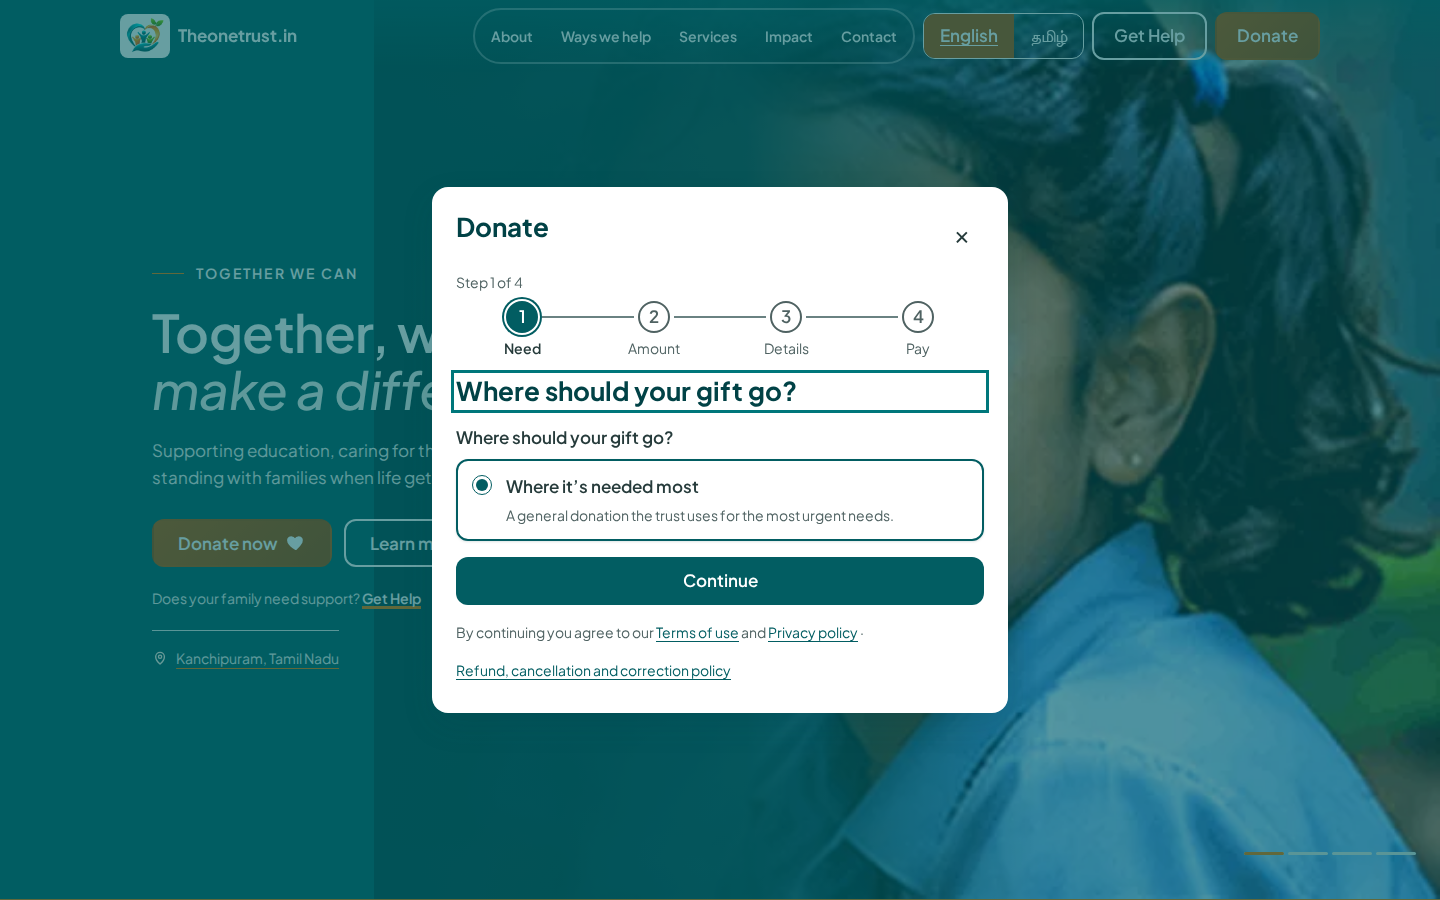 Theonetrust.in
About
Ways we help
Services
Impact
Contact
English
தமிழ்
Get Help
Donate
TOGETHER WE CAN
Together, w
make a diffe
Supporting education, caring for th
standing with families when life get
Donate now
Learn m
Does your family need support? Get Help
Kanchipuram, Tamil Nadu
Donate
×
Step 1 of 4
1
2
3
4
Need
Amount
Details
Pay
Where should your gift go?
Where should your gift go?
Where it’s needed most
A general donation the trust uses for the most urgent needs.
Continue
By continuing you agree to our Terms of use and Privacy policy ·
Refund, cancellation and correction policy